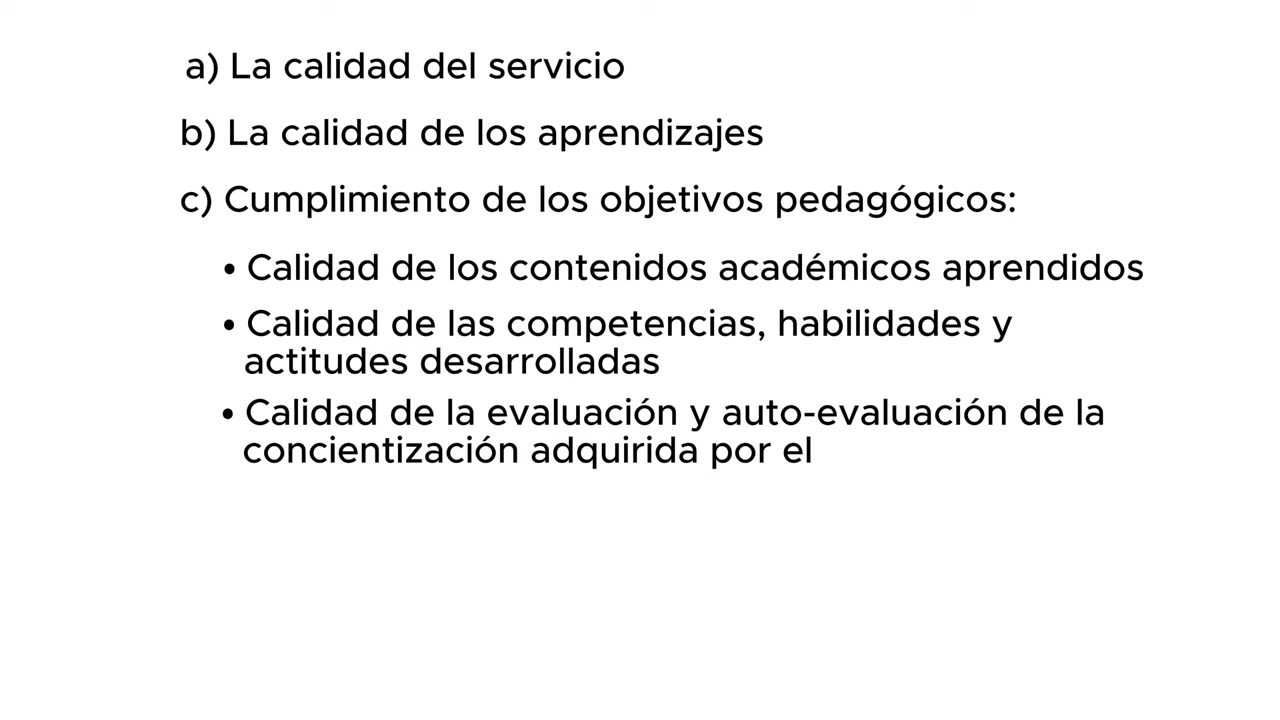 a) La calidad del servicio
b) La calidad de los aprendizajes
c) Cumplimiento de los objetivos pedagógicos:
• Calidad de los contenidos académicos aprendidos
• Calidad de las competencias, habilidades y
actitudes desarrolladas
• Calidad de la evaluación y auto-evaluación de la
concientización adquirida por el